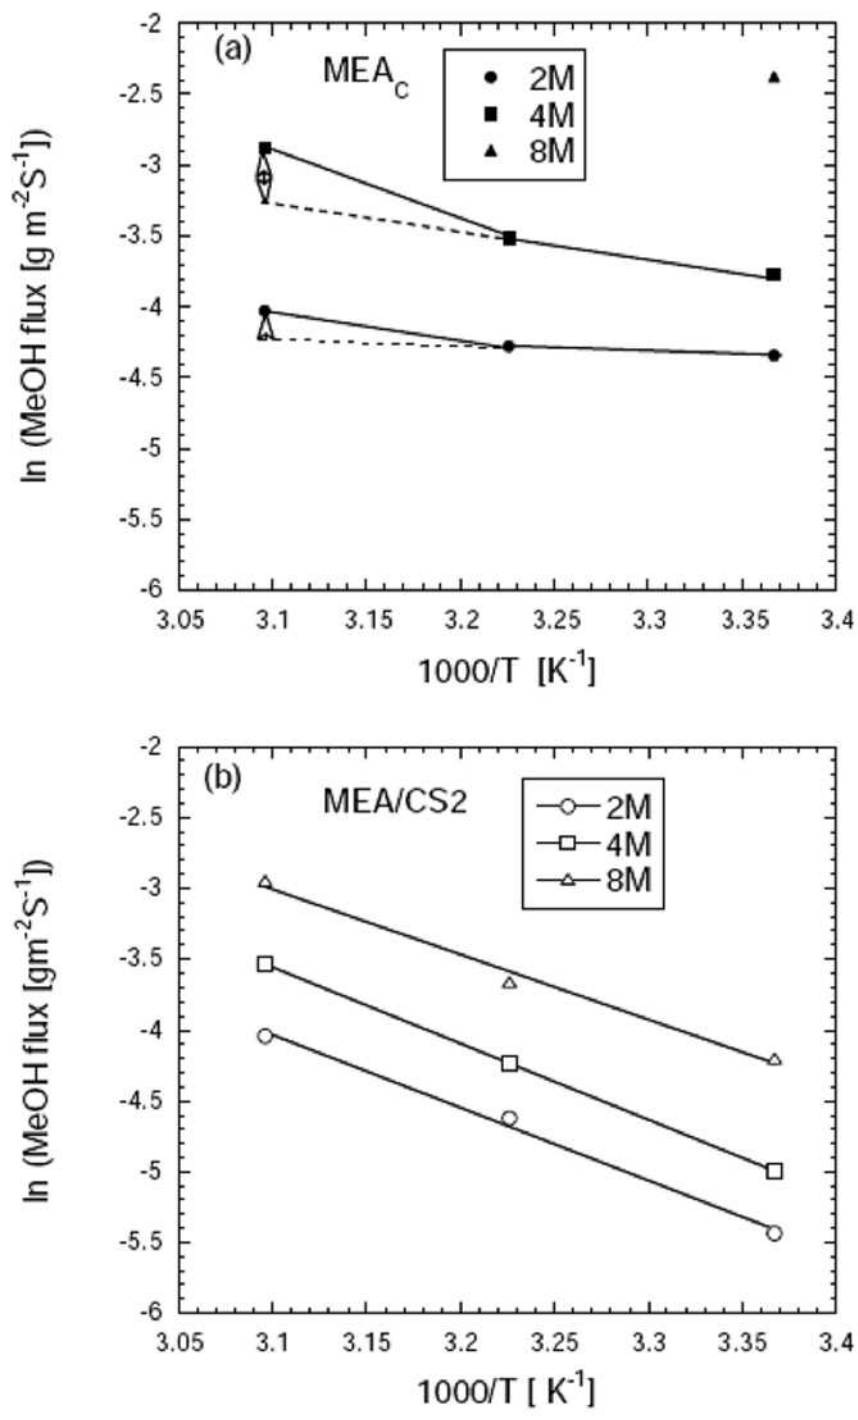 (a)
MEA_C
2M
4M
8M
ln (MeOH flux [g m⁻²S⁻¹])
-2
-2.5
-3
-3.5
-4
-4.5
-5
-5.5
-6
3.05 3.1 3.15 3.2 3.25 3.3 3.35 3.4
1000/T [K⁻¹]
(b)
MEA/CS2
2M
4M
8M
ln (MeOH flux [gm⁻²S⁻¹])
-2
-2.5
-3
-3.5
-4
-4.5
-5
-5.5
-6
3.05 3.1 3.15 3.2 3.25 3.3 3.35 3.4
1000/T [ K⁻¹]